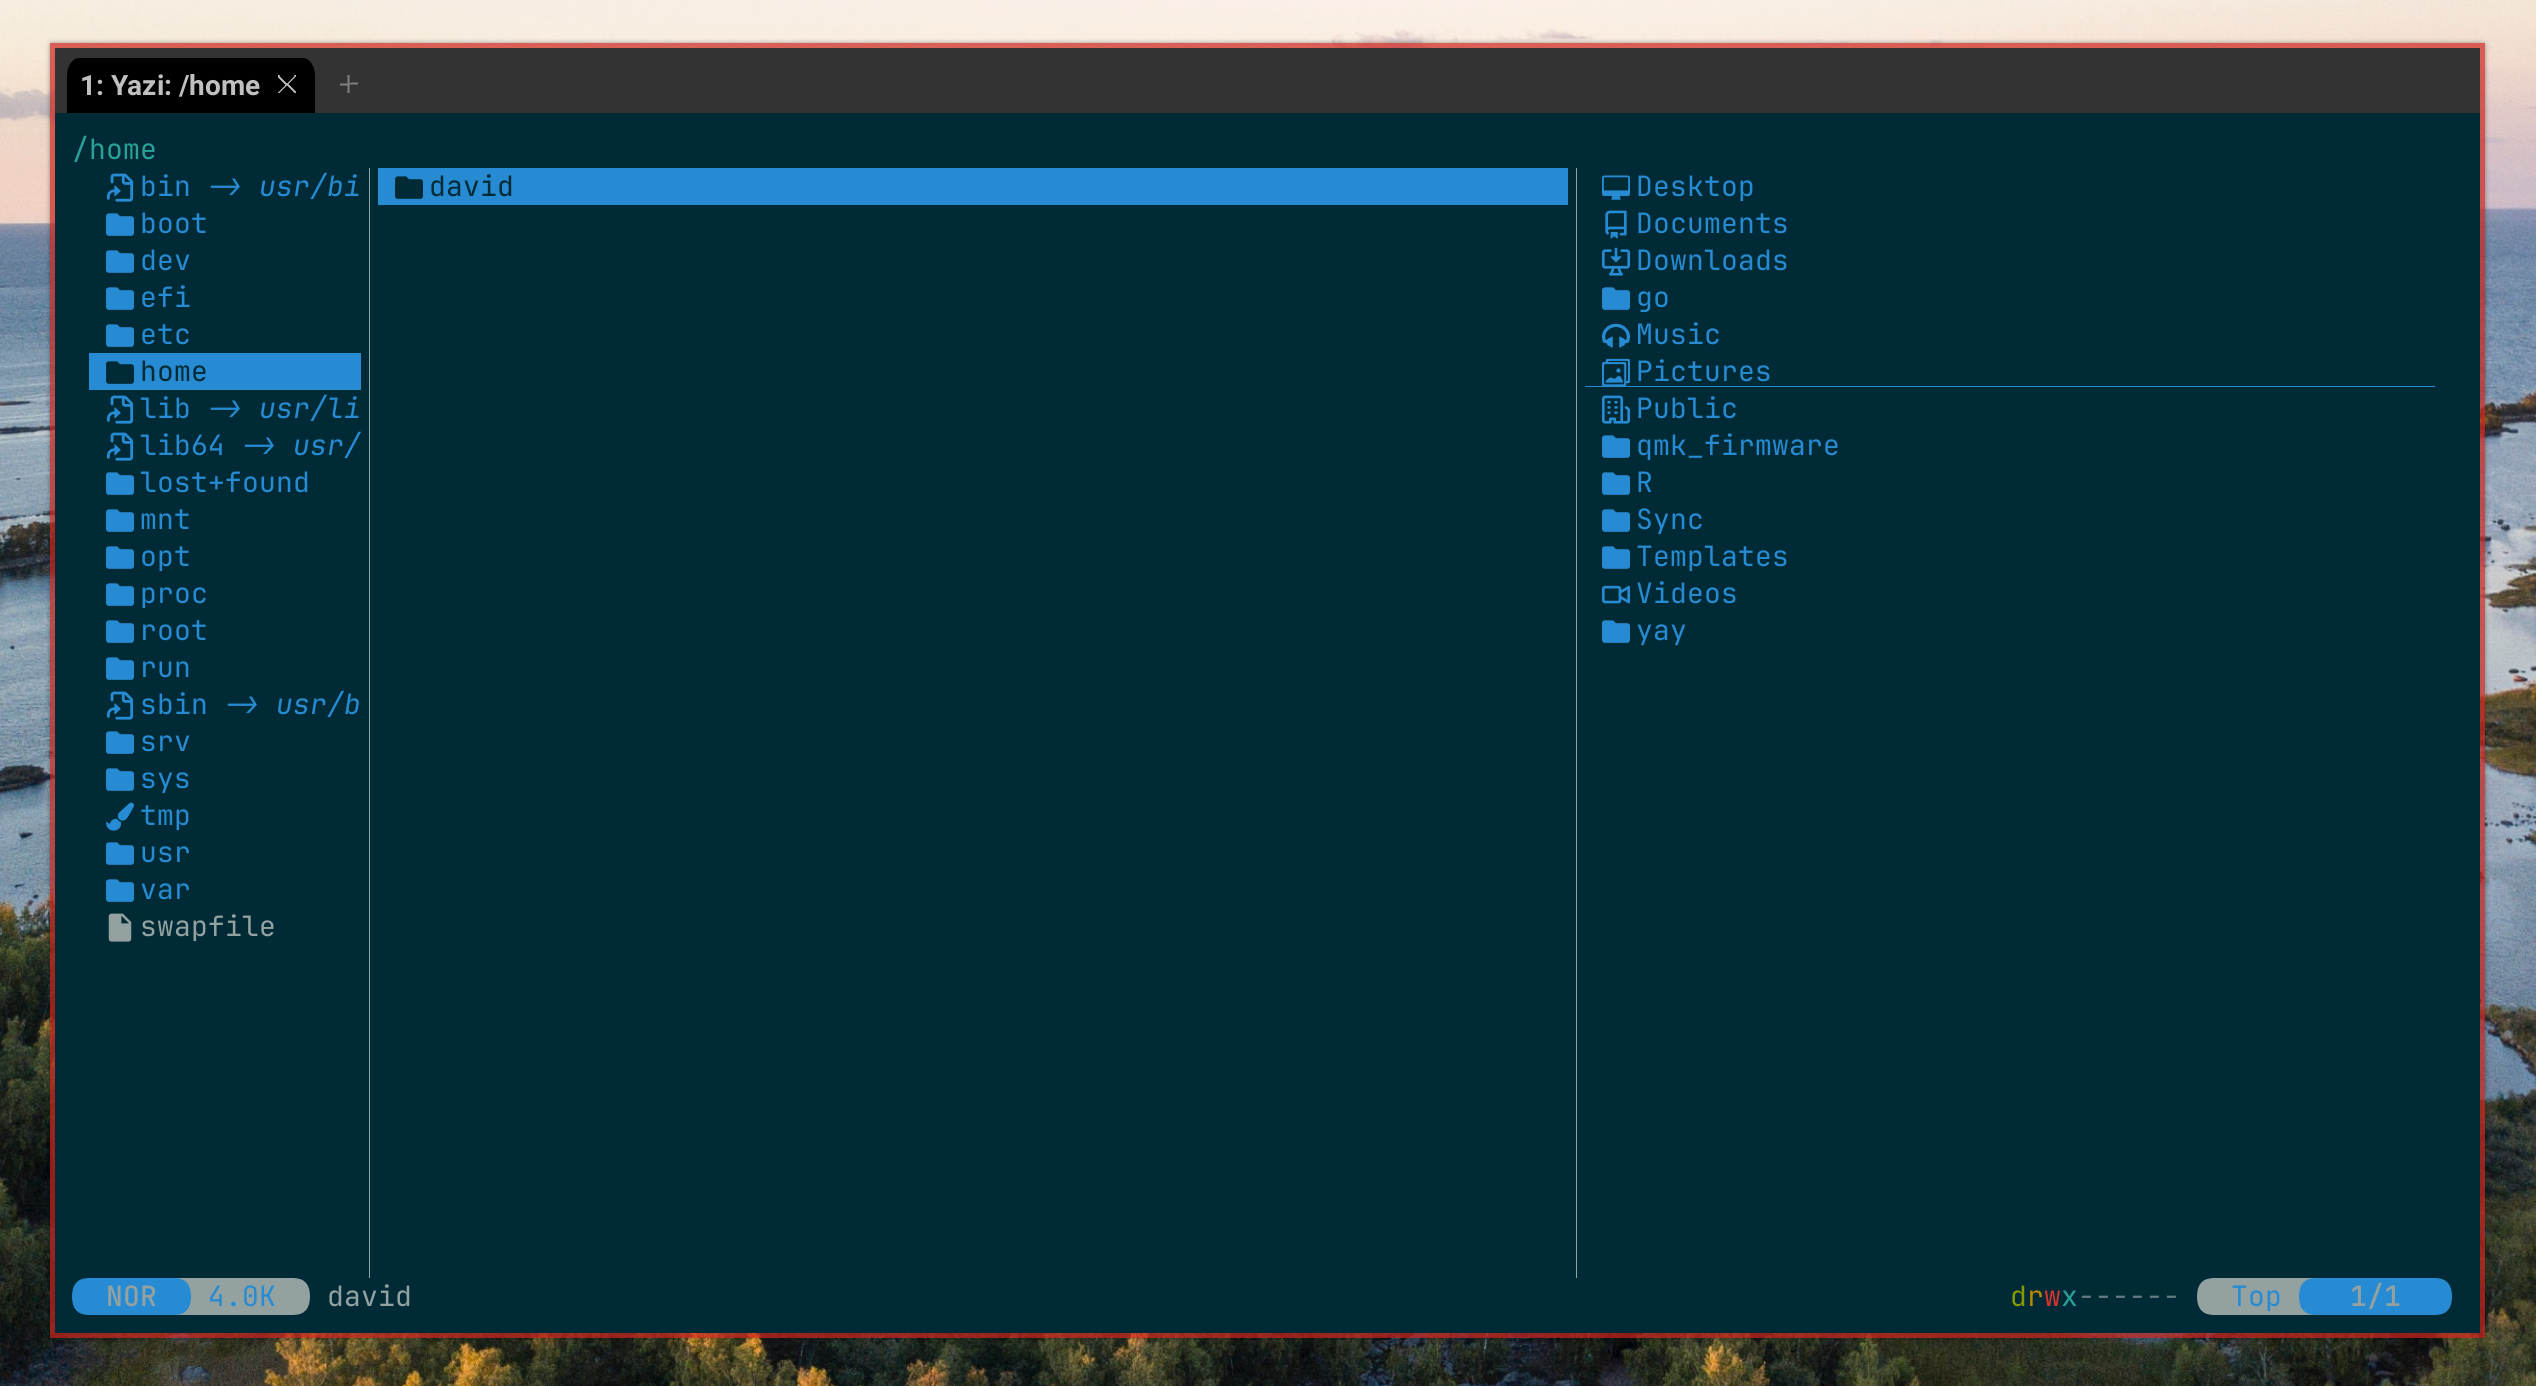 1: Yazi: /home
/home
bin -> usr/bi
boot
dev
efi
etc
home
lib -> usr/li
lib64 -> usr/
lost+found
mnt
opt
proc
root
run
sbin -> usr/b
srv
sys
tmp
usr
var
swapfile
david
Desktop
Documents
Downloads
go
Music
Pictures
Public
qmk_firmware
R
Sync
Templates
Videos
yay
NOR 4.0K david drwx------ Top 1/1